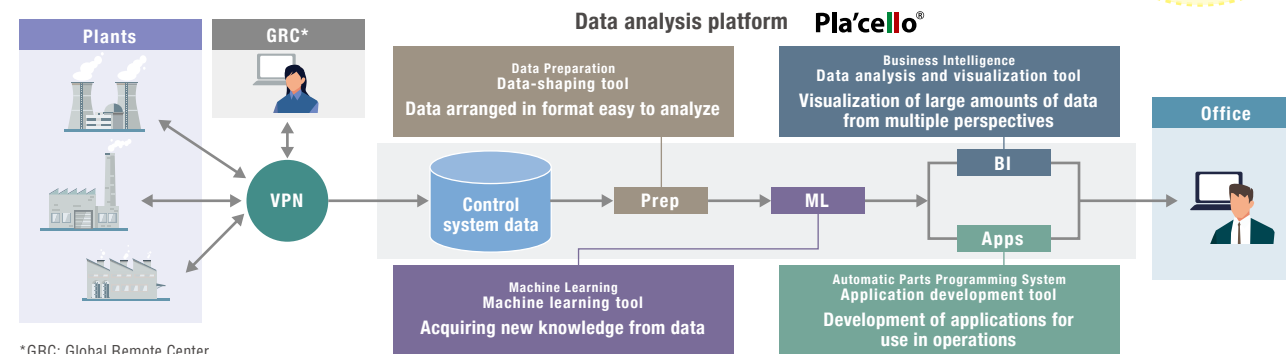 Data analysis platform Pla'cello®
Plants
GRC*
Data Preparation
Data-shaping tool
Data arranged in format easy to analyze
Business Intelligence
Data analysis and visualization tool
Visualization of large amounts of data
from multiple perspectives
Office
VPN
Control
system data
Prep
ML
BI
Apps
Machine Learning
Machine learning tool
Acquiring new knowledge from data
Automatic Parts Programming System
Application development tool
Development of applications for
use in operations
*GRC: Global Remote Center